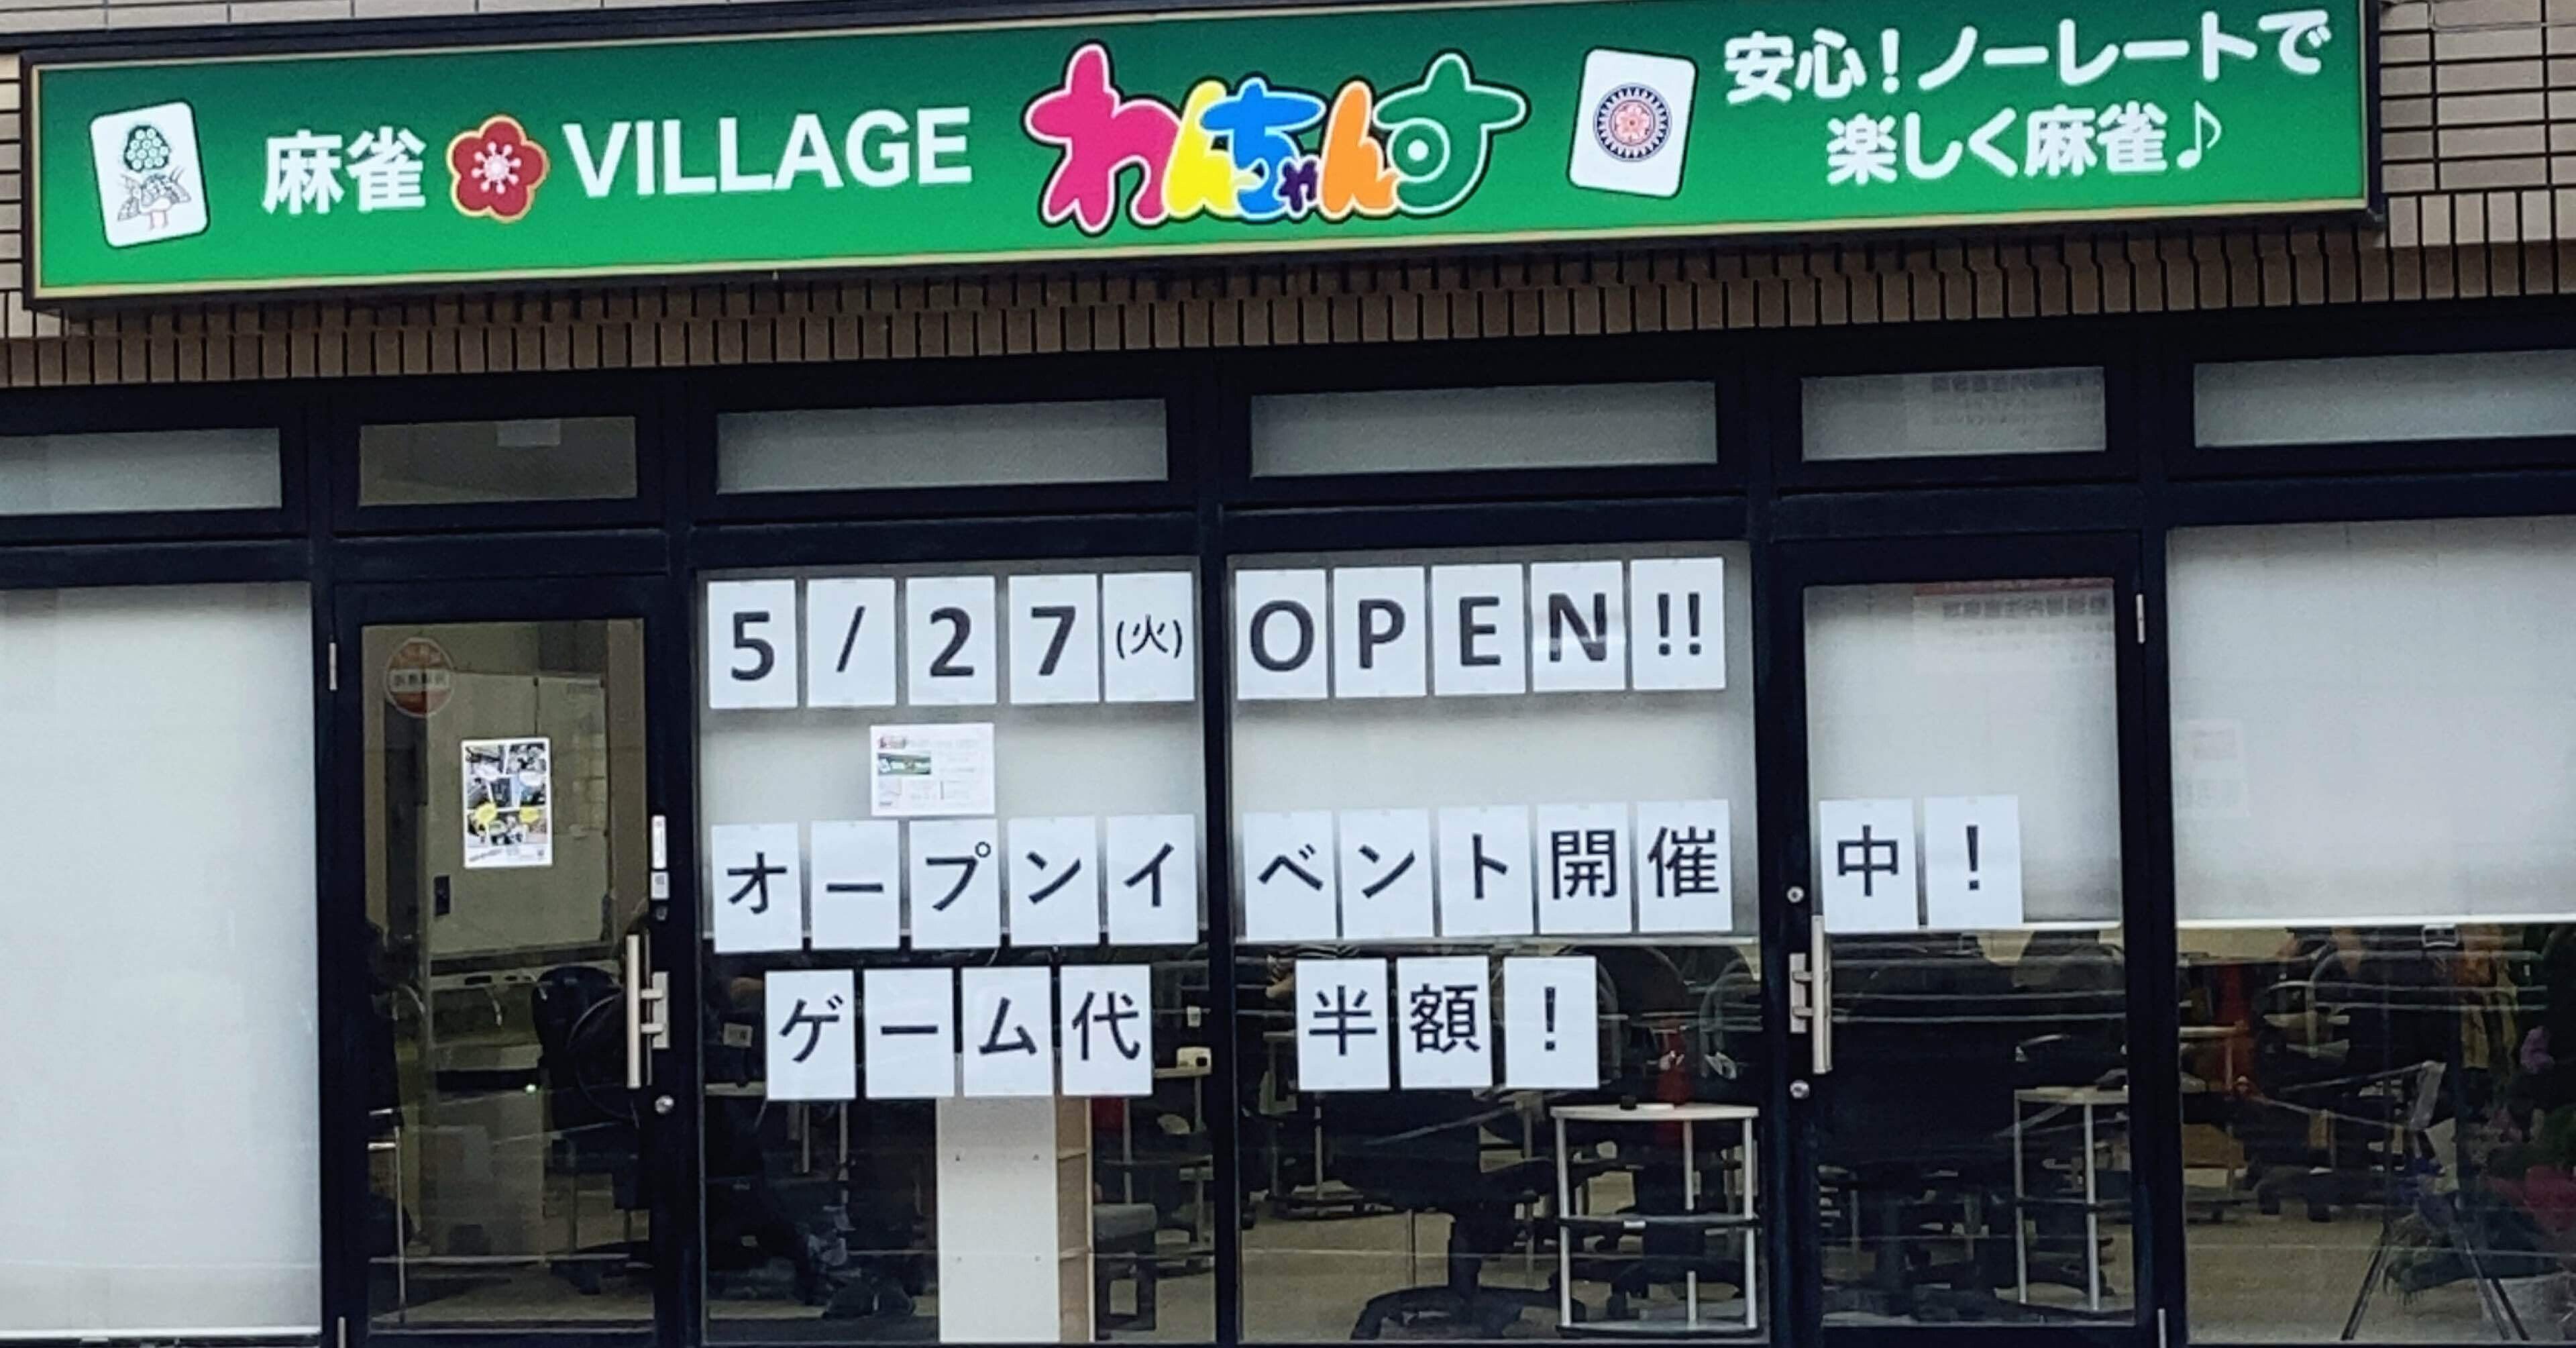 麻雀 VILLAGE わんちゃんす
安心！ノーレートで
楽しく麻雀♪
5/27(火) OPEN!!
オープンイベント開催中！
ゲーム代 半額！